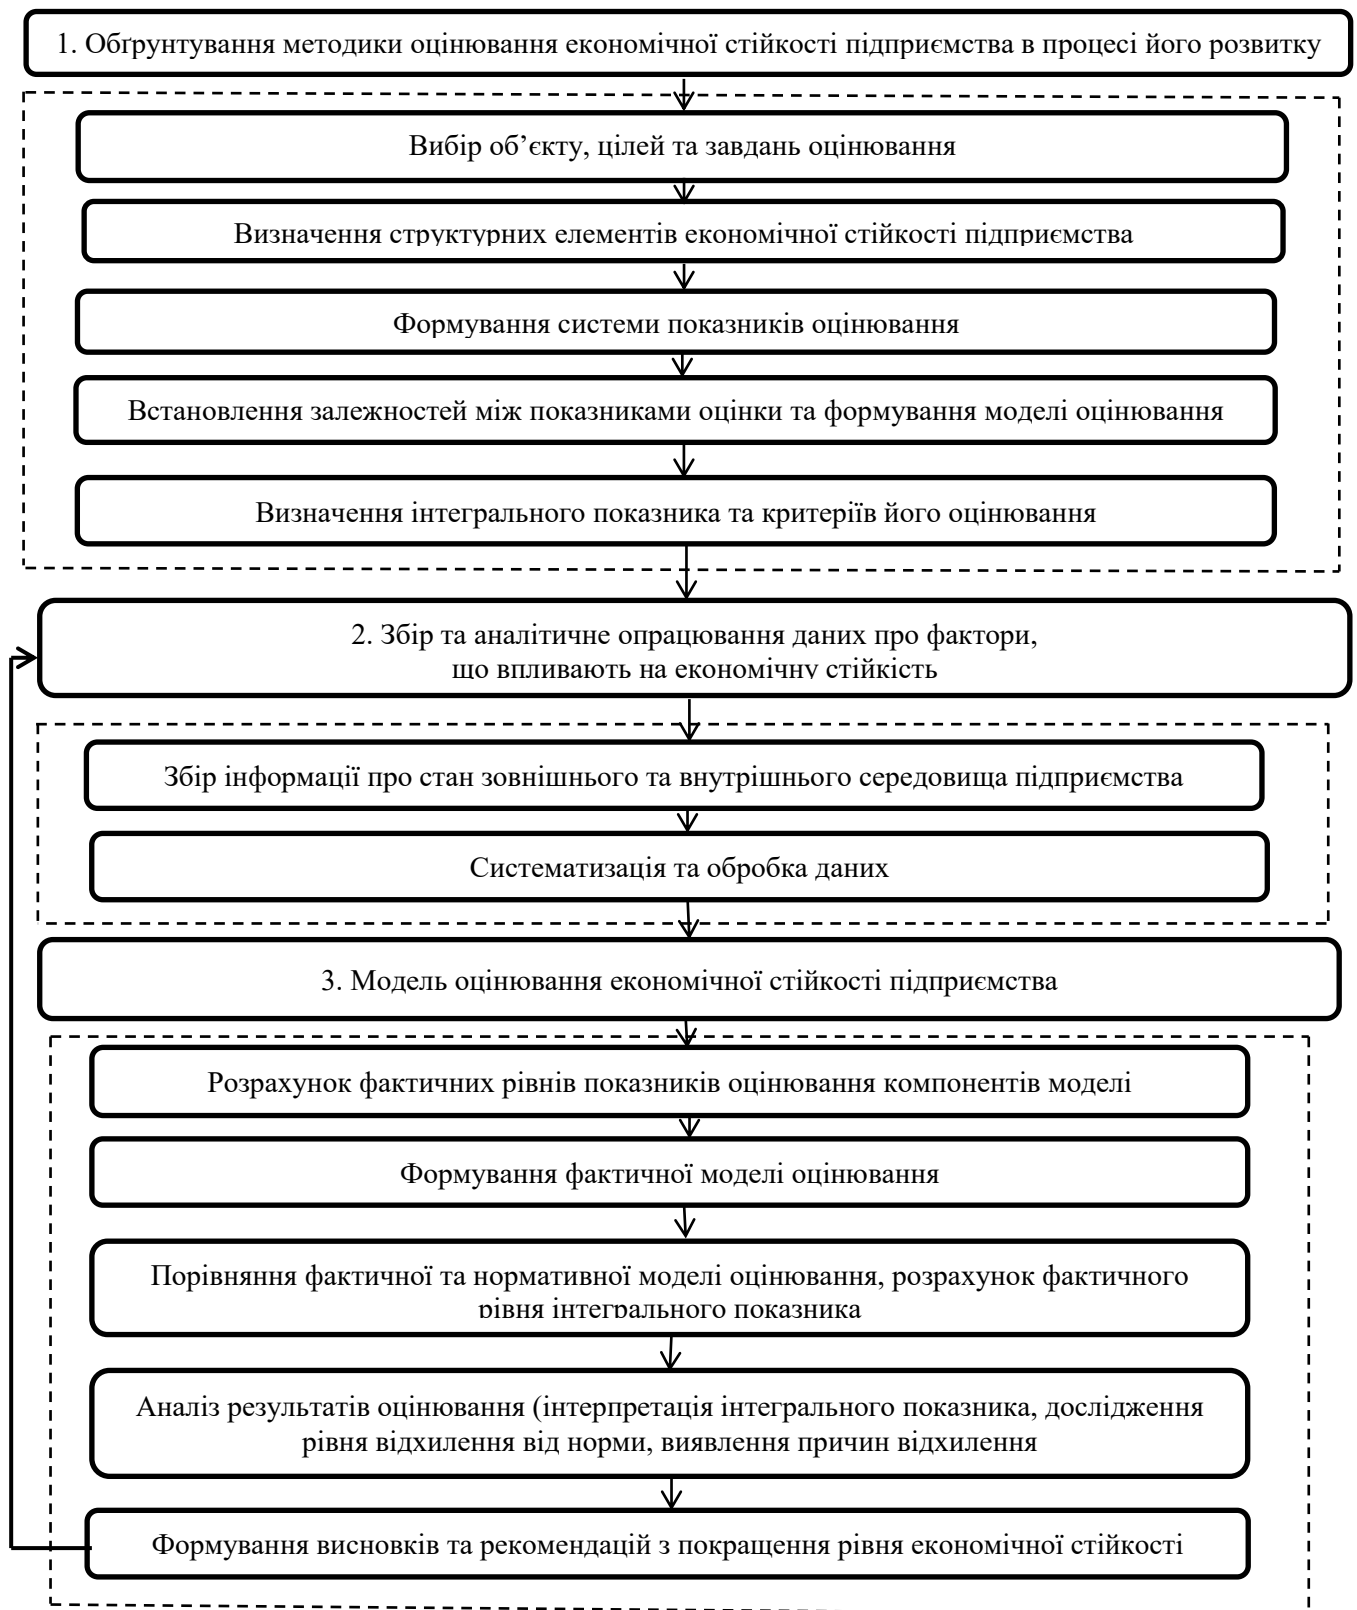 1. Обґрунтування методики оцінювання економічної стійкості підприємства в процесі його розвитку
Вибір об’єкту, цілей та завдань оцінювання
Визначення структурних елементів економічної стійкості підприємства
Формування системи показників оцінювання
Встановлення залежностей між показниками оцінки та формування моделі оцінювання
Визначення інтегрального показника та критеріїв його оцінювання
2. Збір та аналітичне опрацювання даних про фактори,
що впливають на економічну стійкість
Збір інформації про стан зовнішнього та внутрішнього середовища підприємства
Систематизація та обробка даних
3. Модель оцінювання економічної стійкості підприємства
Розрахунок фактичних рівнів показників оцінювання компонентів моделі
Формування фактичної моделі оцінювання
Порівняння фактичної та нормативної моделі оцінювання, розрахунок фактичного
рівня інтегрального показника
Аналіз результатів оцінювання (інтерпретація інтегрального показника, дослідження
рівня відхилення від норми, виявлення причин відхилення
Формування висновків та рекомендацій з покращення рівня економічної стійкості